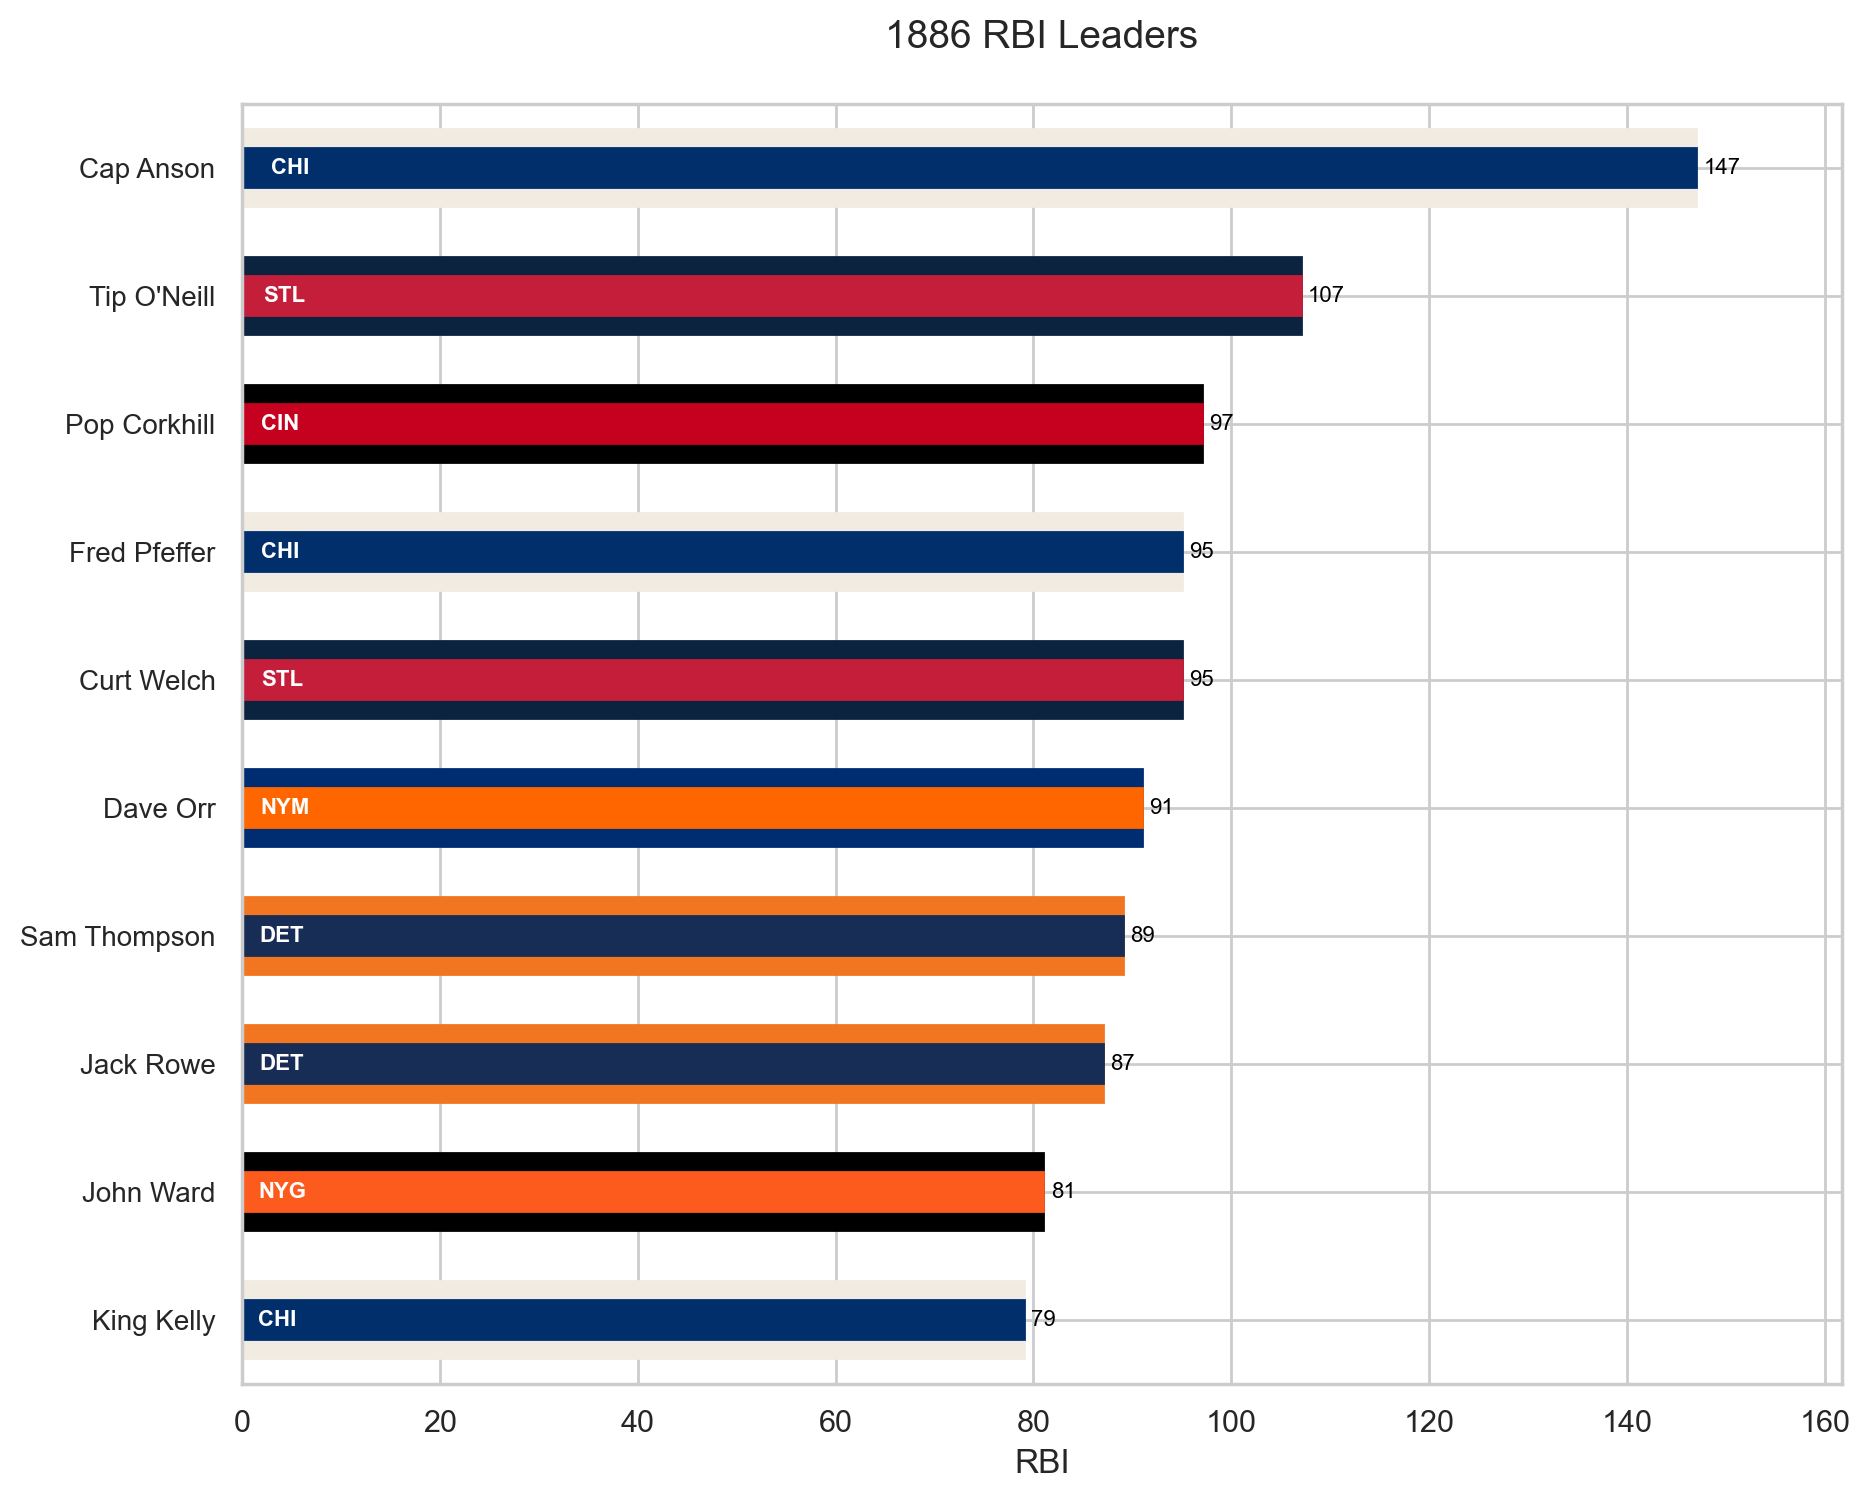 1886 RBI Leaders
Cap Anson CHI 147
Tip O'Neill STL 107
Pop Corkhill CIN 97
Fred Pfeffer CHI 95
Curt Welch STL 95
Dave Orr NYM 91
Sam Thompson DET 89
Jack Rowe DET 87
John Ward NYG 81
King Kelly CHI 79
0 20 40 60 80 100 120 140 160
RBI